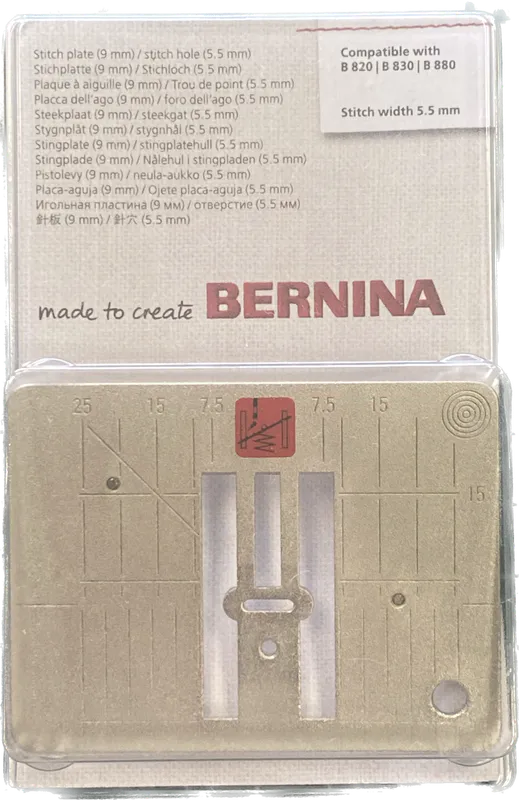 Stitch plate (9 mm) / stitch hole (5.5 mm)
Stichplatte (9 mm) / Stichloch (5.5 mm)
Plaque à aiguille (9 mm) / Trou de point (5.5 mm)
Placca dell'ago (9 mm) / foro dell'ago (5.5 mm)
Steekplaat (9 mm) / steekgat (5.5 mm)
Stygnplåt (9 mm) / stygnhål (5.5 mm)
Stingplate (9 mm) / stingplatehull (5.5 mm)
Stingplade (9 mm) / Nålehul i stingpladen (5.5 mm)
Pistolevy (9 mm) / neula-aukko (5.5 mm)
Placa-aguja (9 mm) / Ojete placa-aguja (5.5 mm)
Игольная пластина (9 мм) / отверстие (5.5 мм)
針板 (9 mm) / 針穴 (5.5 mm)
Compatible with
B 820 | B 830 | B 880
Stitch width 5.5 mm
made to create BERNINA
25 15 7.5 7.5 15
15